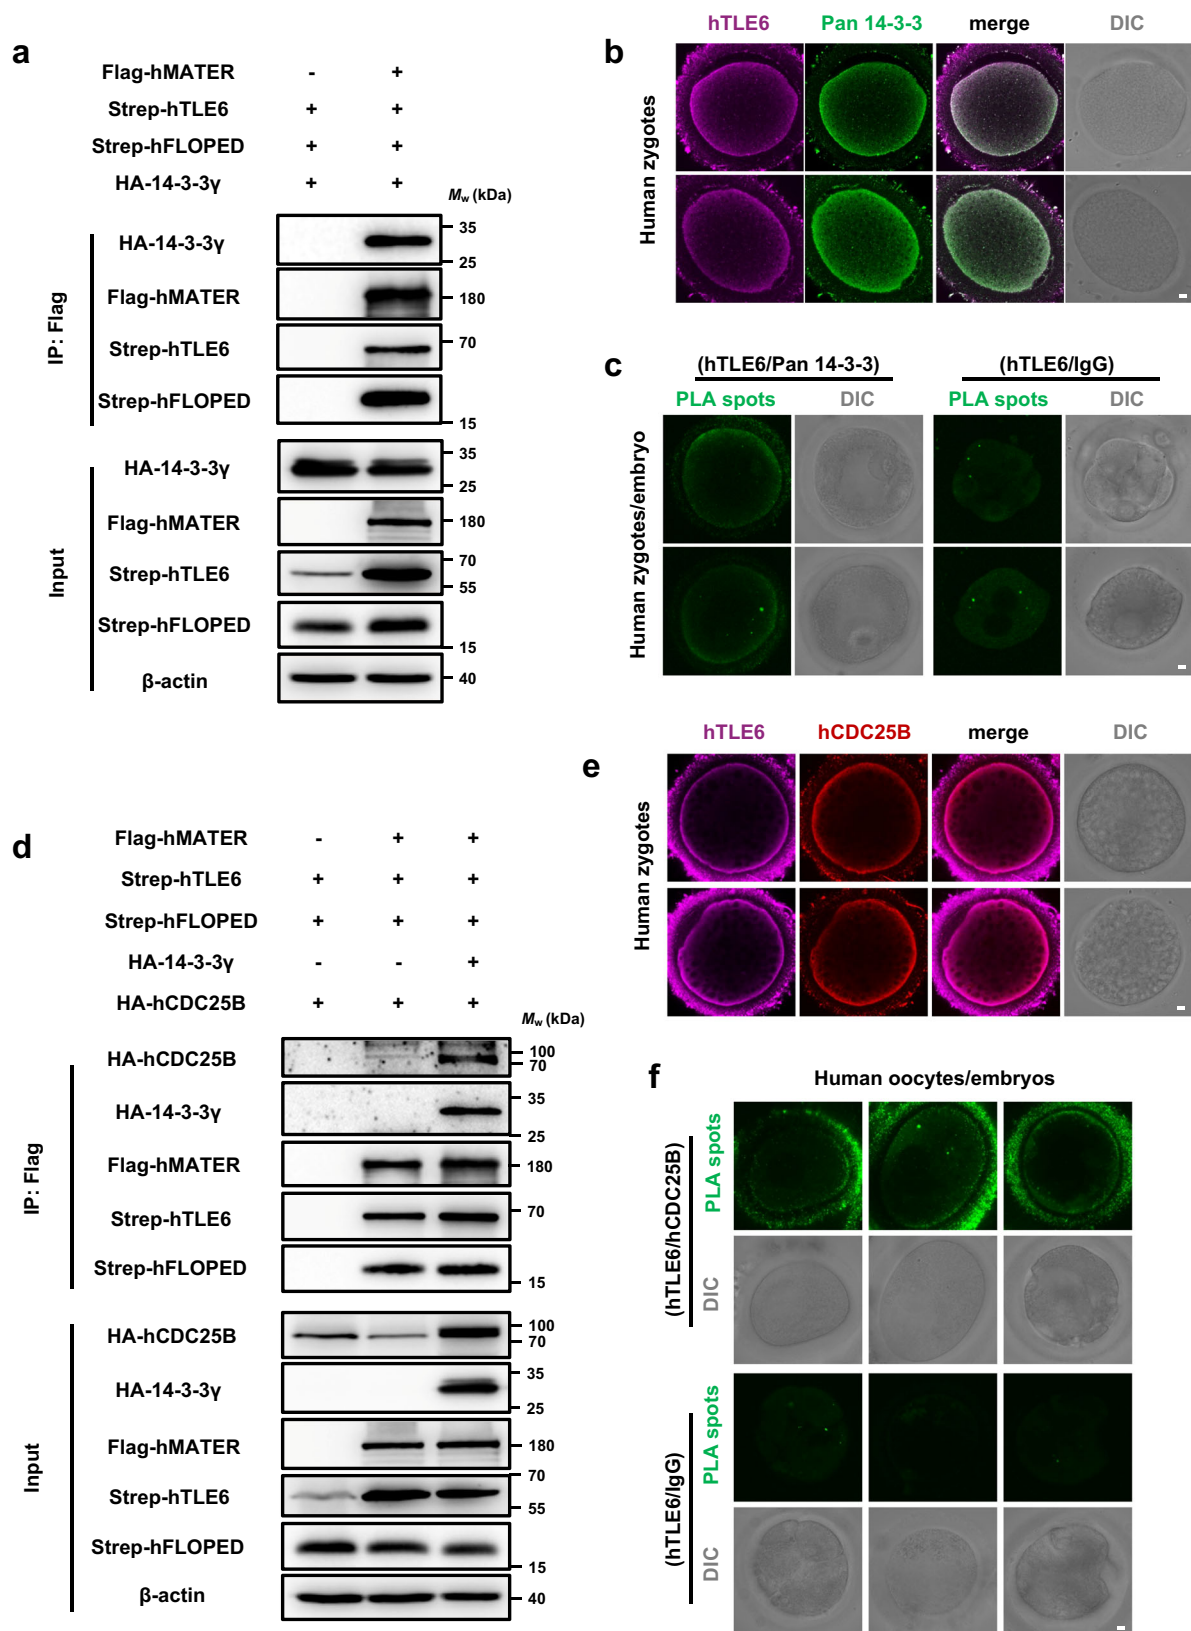 a
Flag-hMATER - +
Strep-hTLE6 + +
Strep-hFLOPED + +
HA-14-3-3γ + +
Mw (kDa)
IP: Flag
HA-14-3-3γ 35 25
Flag-hMATER 180
Strep-hTLE6 70
Strep-hFLOPED 15
Input
HA-14-3-3γ 35 25
Flag-hMATER 180
Strep-hTLE6 70 55
Strep-hFLOPED 15
β-actin 40
b
hTLE6 Pan 14-3-3 merge DIC
Human zygotes
c
(hTLE6/Pan 14-3-3) (hTLE6/IgG)
PLA spots DIC PLA spots DIC
Human zygotes/embryo
d
Flag-hMATER - + +
Strep-hTLE6 + + +
Strep-hFLOPED + + +
HA-14-3-3γ - - +
HA-hCDC25B + + +
Mw (kDa)
IP: Flag
HA-hCDC25B 100 70
HA-14-3-3γ 35 25
Flag-hMATER 180
Strep-hTLE6 70
Strep-hFLOPED 15
Input
HA-hCDC25B 100 70
HA-14-3-3γ 35 25
Flag-hMATER 180
Strep-hTLE6 70 55
Strep-hFLOPED 15
β-actin 40
e
hTLE6 hCDC25B merge DIC
Human zygotes
f
Human oocytes/embryos
(hTLE6/hCDC25B)
PLA spots
DIC
(hTLE6/IgG)
PLA spots
DIC